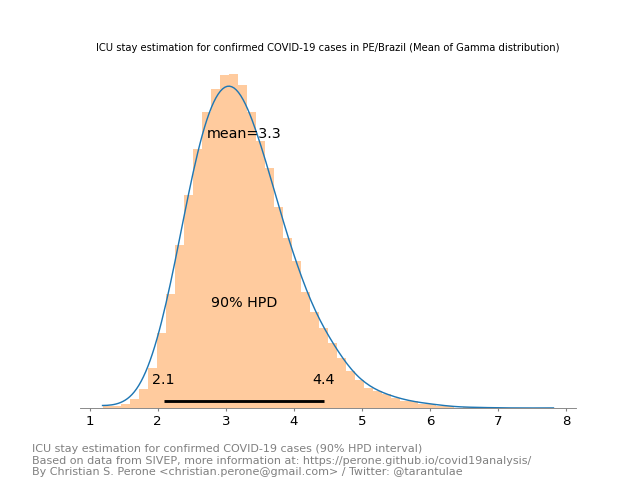 ICU stay estimation for confirmed COVID-19 cases in PE/Brazil (Mean of Gamma distribution)
mean=3.3
90% HPD
2.1 4.4
1 2 3 4 5 6 7 8
ICU stay estimation for confirmed COVID-19 cases (90% HPD interval)
Based on data from SIVEP, more information at: https://perone.github.io/covid19analysis/
By Christian S. Perone <christian.perone@gmail.com> / Twitter: @tarantulae